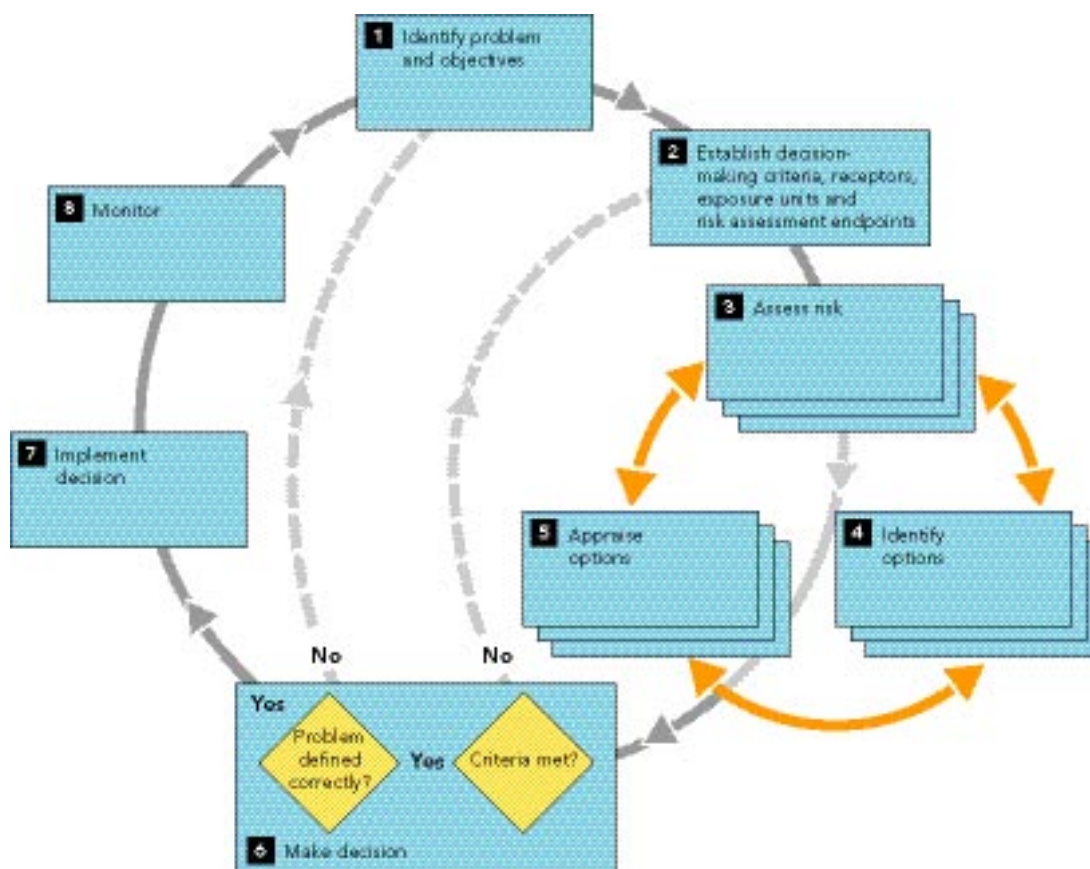 1 Identify problem
and objectives
2 Establish decision-
making criteria, receptors,
exposure units and
risk assessment endpoints
3 Assess risk
4 Identify
options
5 Appraise
options
No
No
Yes
Problem
defined
correctly?
Yes
Criteria met?
6 Make decision
7 Implement
decision
8 Monitor